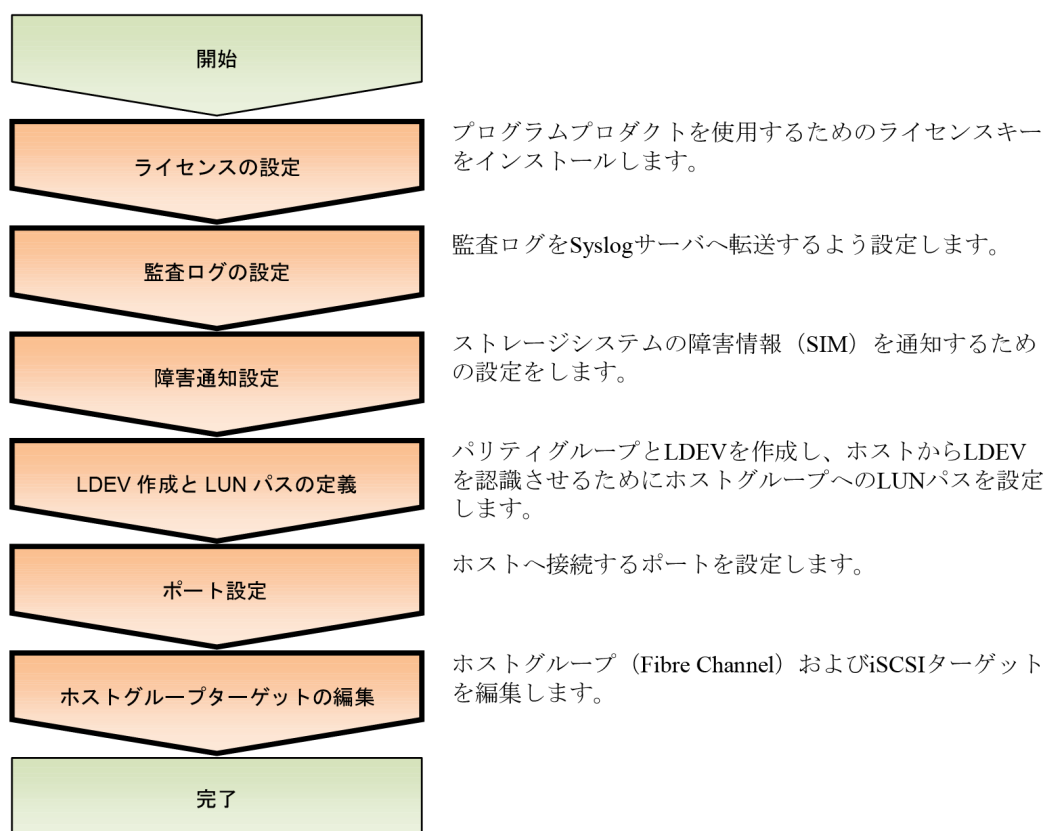 開始
ライセンスの設定
プログラムプロダクトを使用するためのライセンスキー
をインストールします。
監査ログの設定
監査ログをSyslogサーバへ転送するよう設定します。
障害通知設定
ストレージシステムの障害情報（SIM）を通知するため
の設定をします。
LDEV 作成と LUN パスの定義
パリティグループとLDEVを作成し、ホストからLDEV
を認識させるためにホストグループへのLUNパスを設定
します。
ポート設定
ホストへ接続するポートを設定します。
ホストグループターゲットの編集
ホストグループ（Fibre Channel）およびiSCSIターゲット
を編集します。
完了